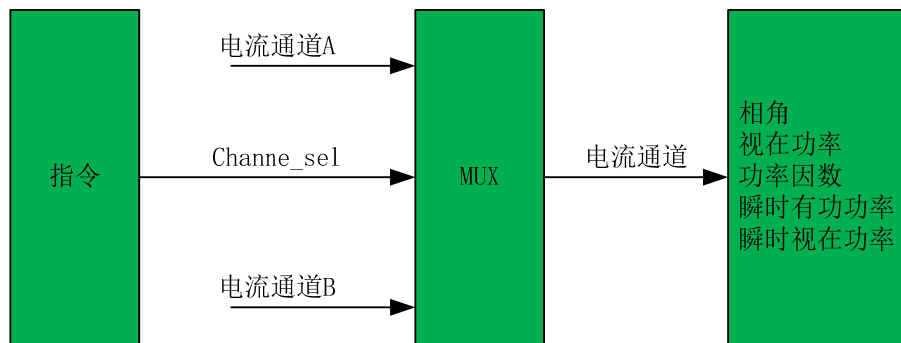 指令
电流通道A
Channe_sel
电流通道B
MUX
电流通道
相角
视在功率
功率因数
瞬时有功功率
瞬时视在功率